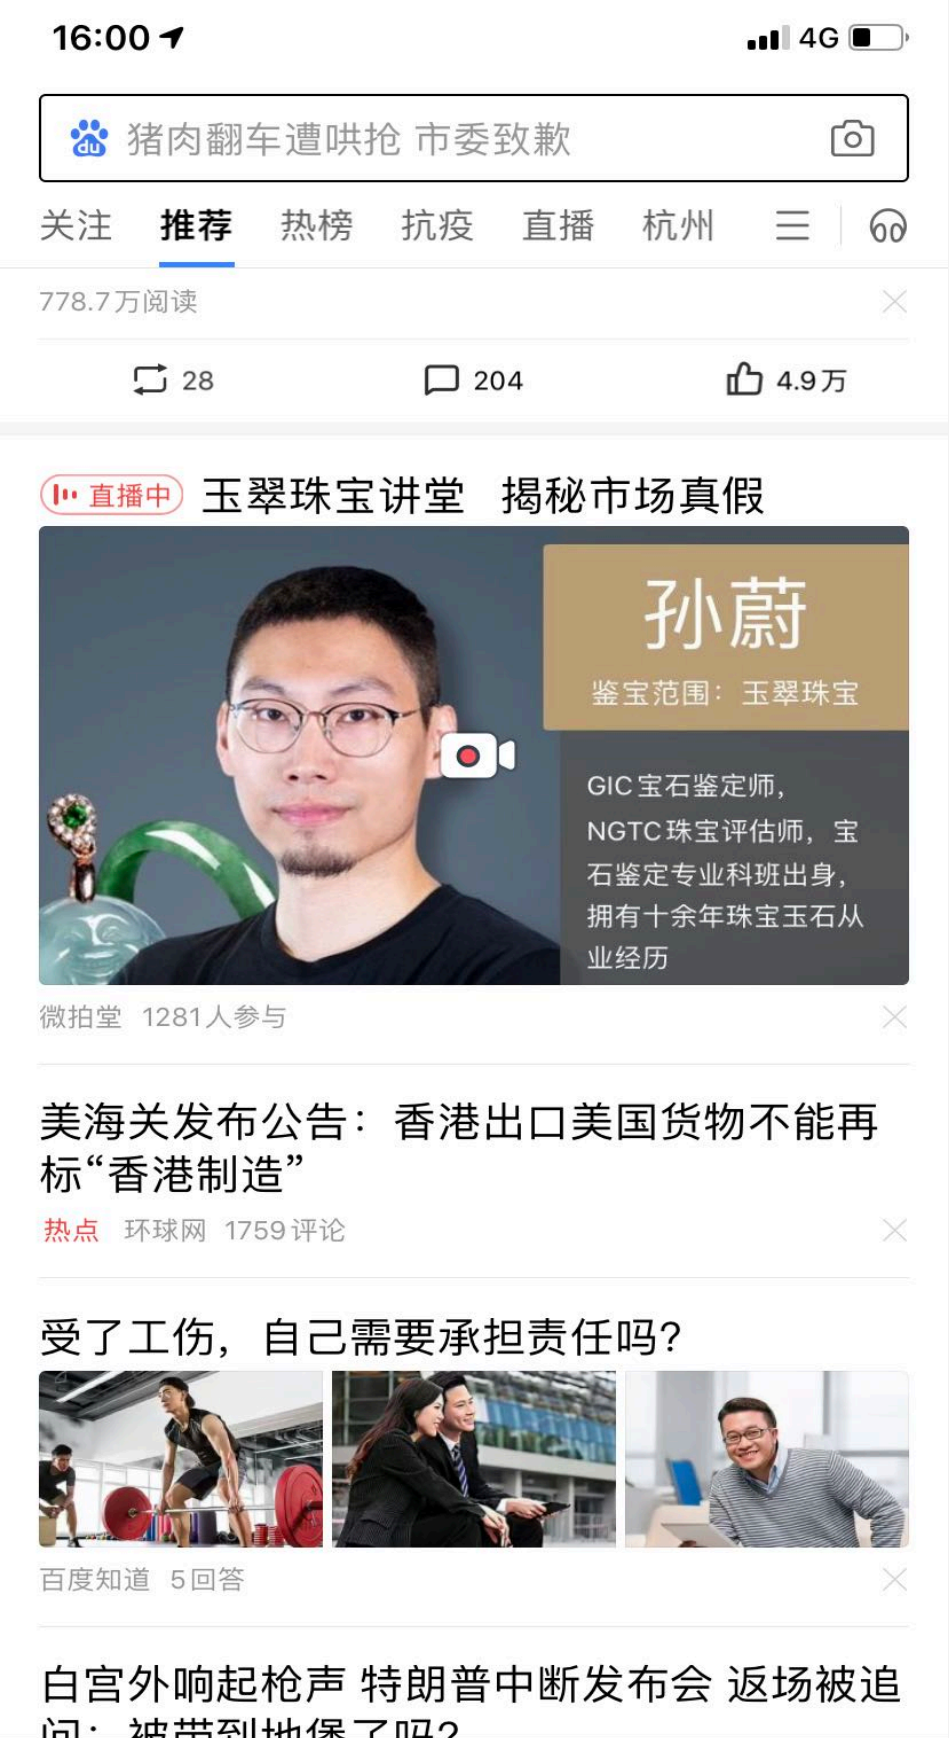 16:00
4G
du 猪肉翻车遭哄抢 市委致歉
关注 推荐 热榜 抗疫 直播 杭州
778.7万阅读
28 204 4.9万
直播中 玉翠珠宝讲堂 揭秘市场真假
孙蔚
鉴宝范围：玉翠珠宝
GIC宝石鉴定师，
NGTC珠宝评估师，宝
石鉴定专业科班出身，
拥有十余年珠宝玉石从
业经历
微拍堂 1281人参与
美海关发布公告：香港出口美国货物不能再
标“香港制造”
热点 环球网 1759评论
受了工伤，自己需要承担责任吗?
百度知道 5回答
白宫外响起枪声 特朗普中断发布会 返场被追
问：被带到地堡了吗?